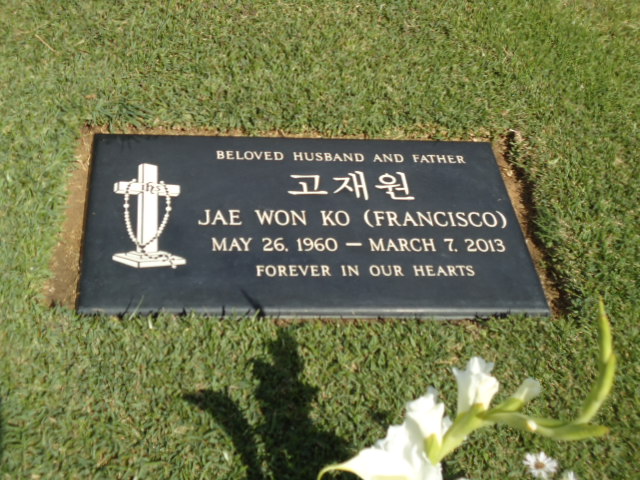 BELOVED HUSBAND AND FATHER
고재원
JAE WON KO (FRANCISCO)
MAY 26, 1960 — MARCH 7, 2013
FOREVER IN OUR HEARTS